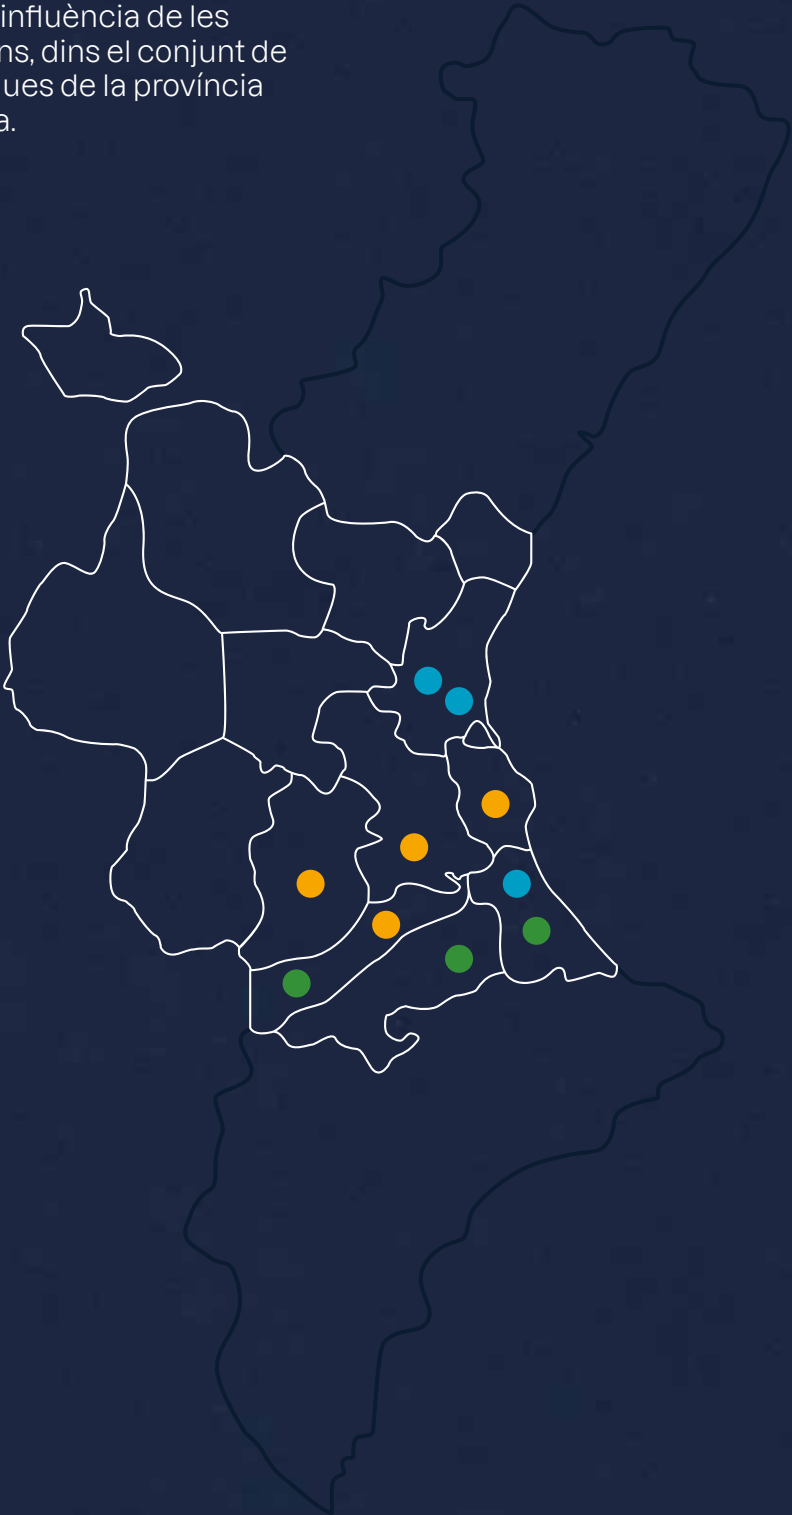 influència de les
ns, dins el conjunt de
ues de la província
a.